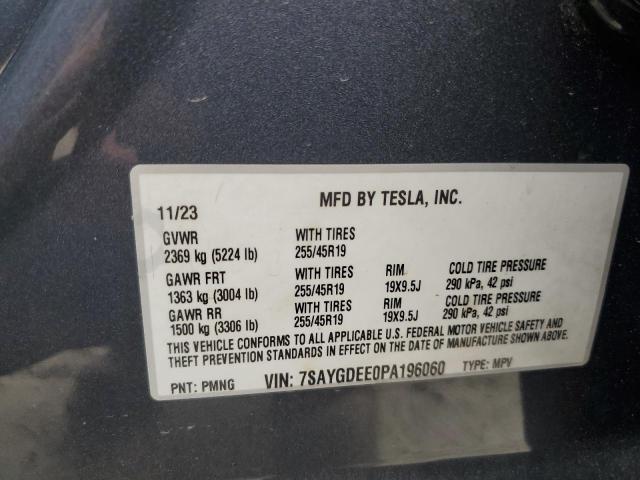 MFD BY TESLA, INC.
11/23
GVWR WITH TIRES
2369 kg (5224 lb) 255/45R19
GAWR FRT WITH TIRES RIM COLD TIRE PRESSURE
1363 kg (3004 lb) 255/45R19 19X9.5J 290 kPa, 42 psi
GAWR RR WITH TIRES RIM COLD TIRE PRESSURE
1500 kg (3306 lb) 255/45R19 19X9.5J 290 kPa, 42 psi
THIS VEHICLE CONFORMS TO ALL APPLICABLE U.S. FEDERAL MOTOR VEHICLE SAFETY AND
THEFT PREVENTION STANDARDS IN EFFECT ON THE DATE OF MANUFACTURE SHOWN ABOVE.
PNT: PMNG VIN: 7SAYGDEE0PA196060 TYPE: MPV